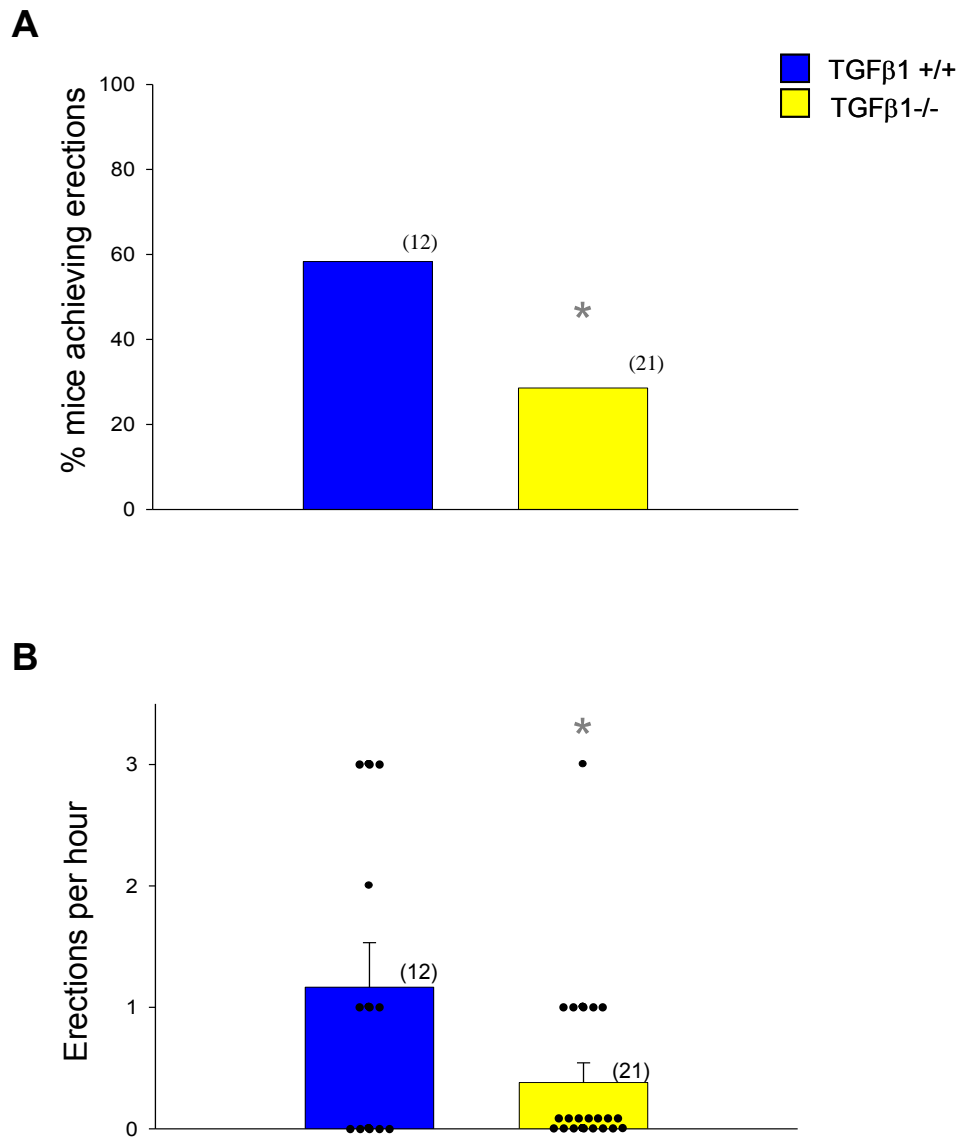 A
TGFβ1 +/+
TGFβ1-/-
% mice achieving erections
100
80
60
40
20
0
(12)
*
(21)
B
Erections per hour
3
2
1
0
*
(12)
(21)